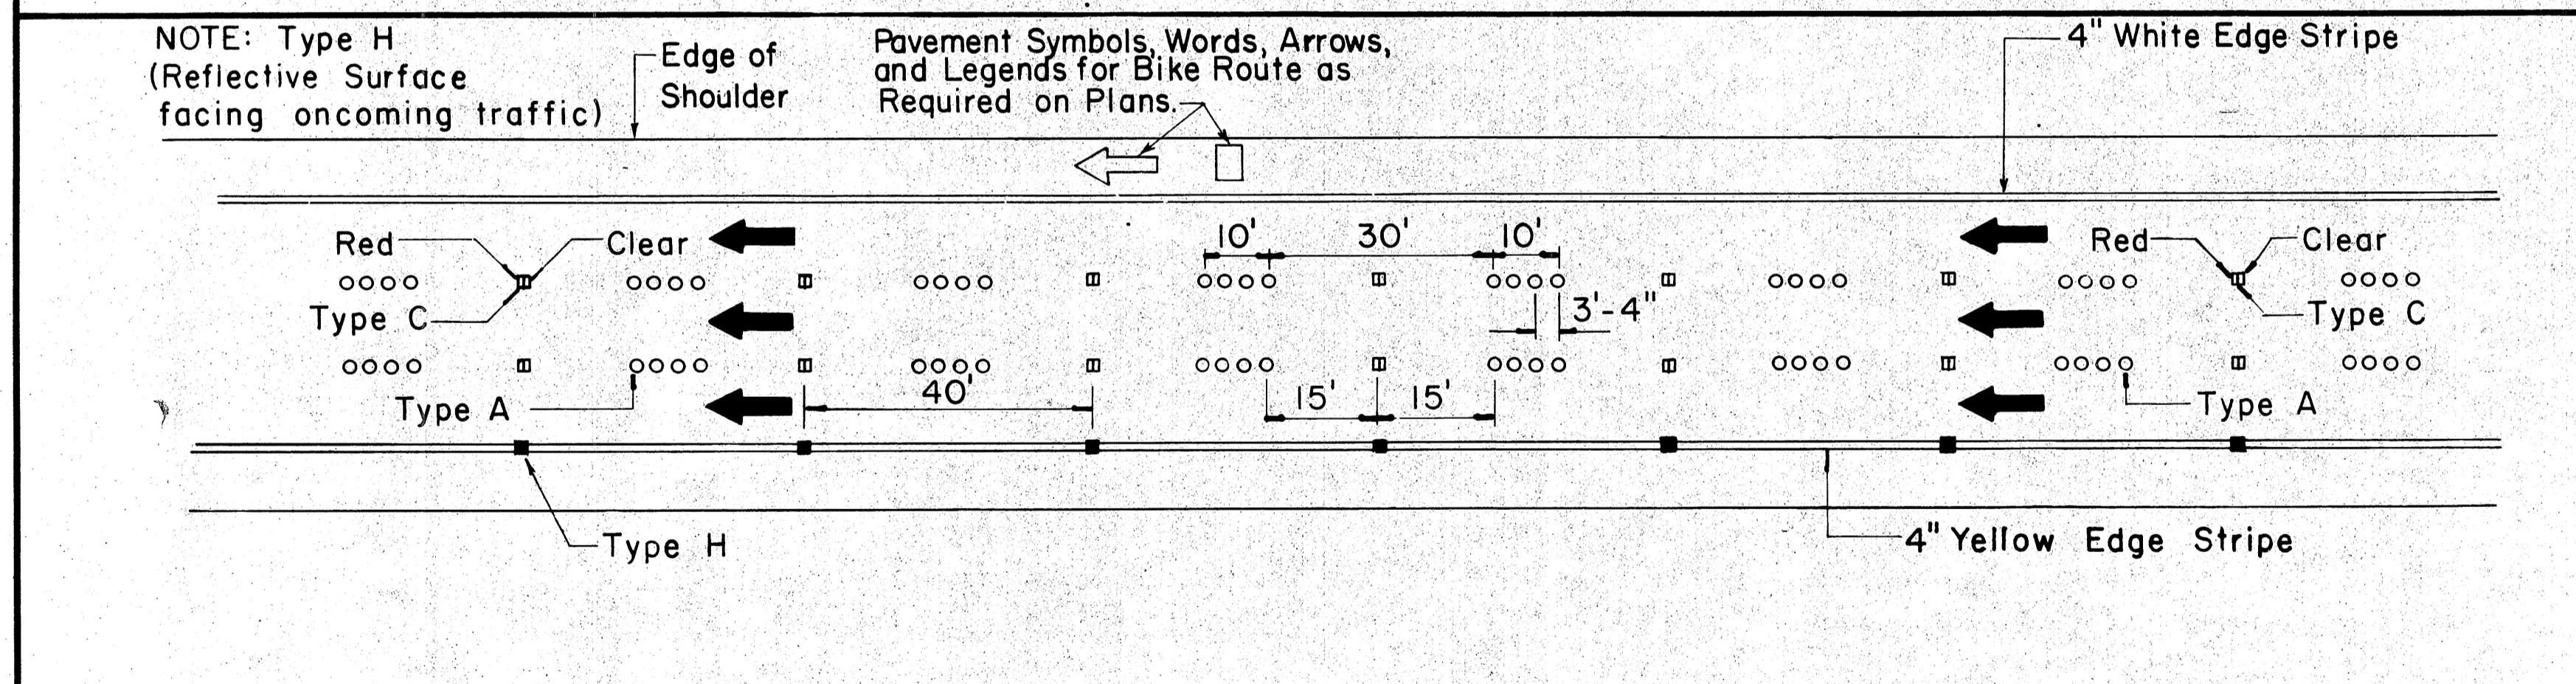 NOTE: Type H
(Reflective Surface
facing oncoming traffic)
Edge of
Shoulder
Pavement Symbols, Words, Arrows,
and Legends for Bike Route as
Required on Plans.
4" White Edge Stripe
Red
Clear
10'
30'
10'
Red
Clear
Type C
3'-4"
Type C
Type A
40'
15'
15'
Type A
Type H
4" Yellow Edge Stripe